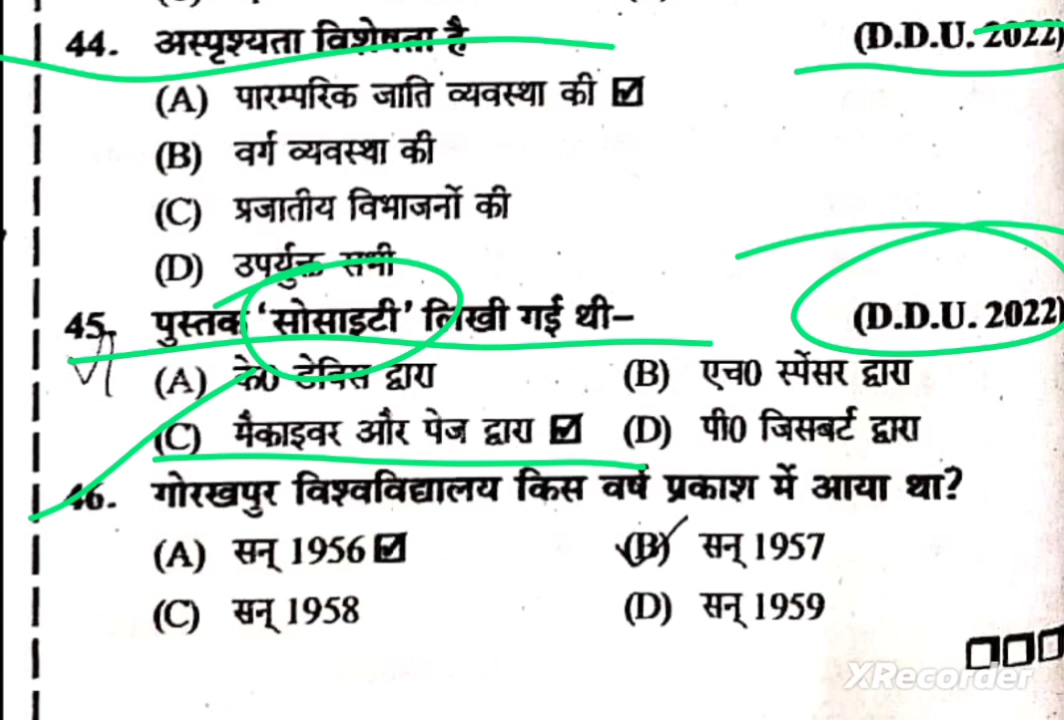 44. अस्पृश्यता विशेषता है (D.D.U. 2022)
(A) पारम्परिक जाति व्यवस्था की ☑
(B) वर्ग व्यवस्था की
(C) प्रजातीय विभाजनों की
(D) उपर्युक्त सभी
45. पुस्तक 'सोसाइटी' लिखी गई थी– (D.D.U. 2022)
(A) के0 डेविस द्वारा (B) एच0 स्पेंसर द्वारा
(C) मैकाइवर और पेज द्वारा ☑ (D) पी0 जिसबर्ट द्वारा
46. गोरखपुर विश्वविद्यालय किस वर्ष प्रकाश में आया था?
(A) सन् 1956 ☑ (B) सन् 1957
(C) सन् 1958 (D) सन् 1959
XRecorder